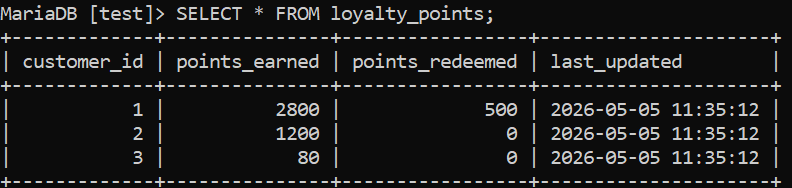 MariaDB [test]> SELECT * FROM loyalty_points;
+-------------+---------------+-----------------+---------------------+
| customer_id | points_earned | points_redeemed | last_updated        |
+-------------+---------------+-----------------+---------------------+
|           1 |          2800 |             500 | 2026-05-05 11:35:12 |
|           2 |          1200 |               0 | 2026-05-05 11:35:12 |
|           3 |            80 |               0 | 2026-05-05 11:35:12 |
+-------------+---------------+-----------------+---------------------+